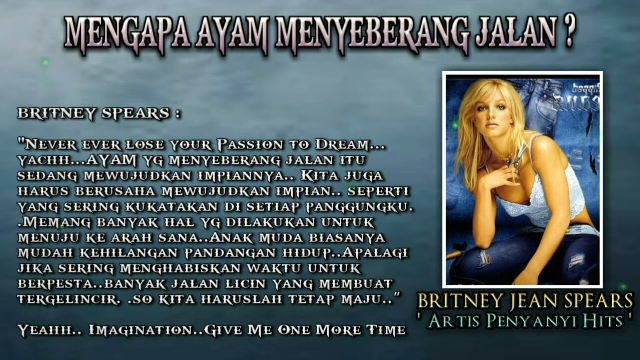 MENGAPA AYAM MENYEBERANG JALAN ?
BRITNEY SPEARS :
"NEVER EVER LOSE YOUR PASSION TO DREAM...
YACHH...AYAM YG MENYEBERANG JALAN ITU
SEDANG MEWUJUDKAN IMPIANNYA.. KITA JUGA
HARUS BERUSAHA MEWUJUDKAN IMPIAN.. SEPERTI
YANG SERING KUKATAKAN DI SETIAP PANGGUNGKU.
.MEMANG BANYAK HAL YG DILAKUKAN UNTUK
MENUJU KE ARAH SANA..ANAK MUDA BIASANYA
MUDAH KEHILANGAN PANDANGAN HIDUP..APALAGI
JIKA SERING MENGHABISKAN WAKTU UNTUK
BERPESTA..BANYAK JALAN LICIN YANG MEMBUAT
TERGELINCIR. .SO KITA HARUSLAH TETAP MAJU.."
YEAHH.. IMAGINATION..GIVE ME ONE MORE TIME
BRITNEY JEAN SPEARS
' ARTIS PENYANYI HITS '